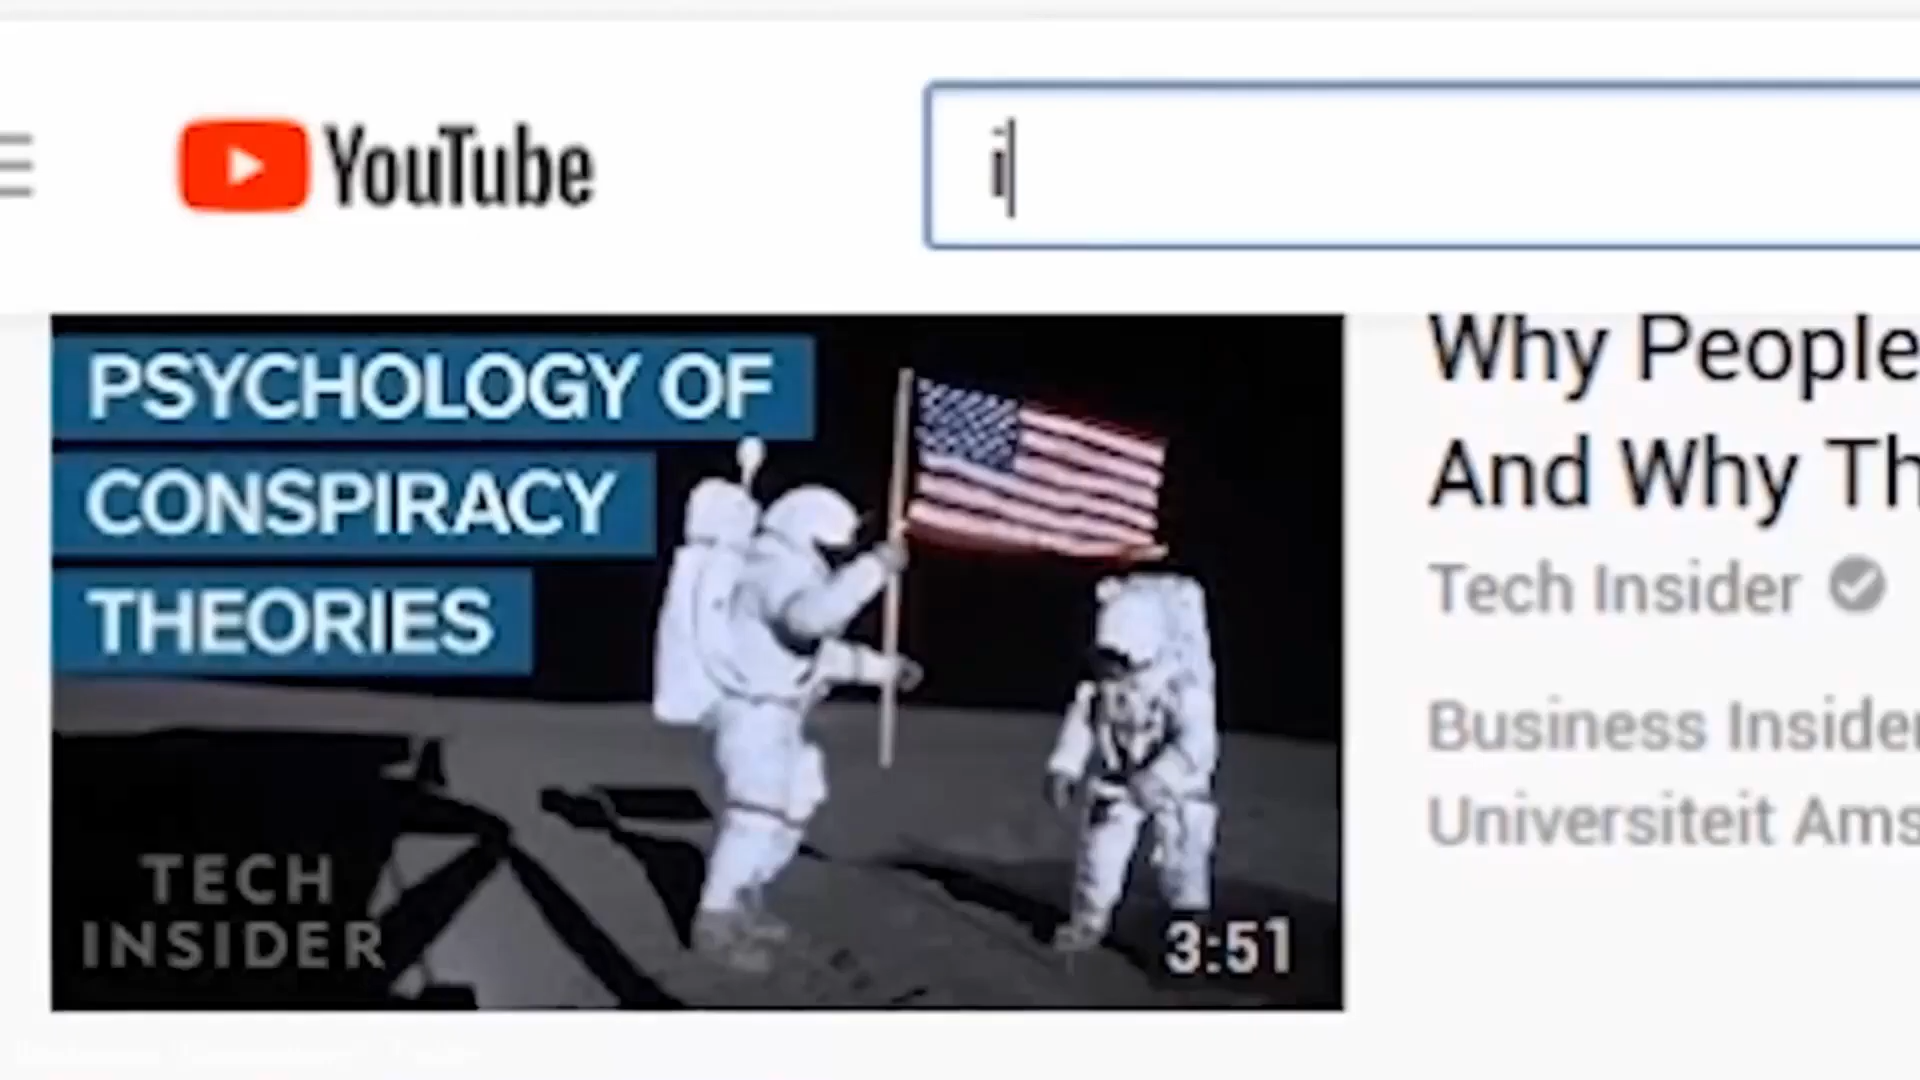 YouTube
i
PSYCHOLOGY OF
CONSPIRACY
THEORIES
TECH
INSIDER
3:51
Why People
And Why Th
Tech Insider
Business Insider
Universiteit Ams